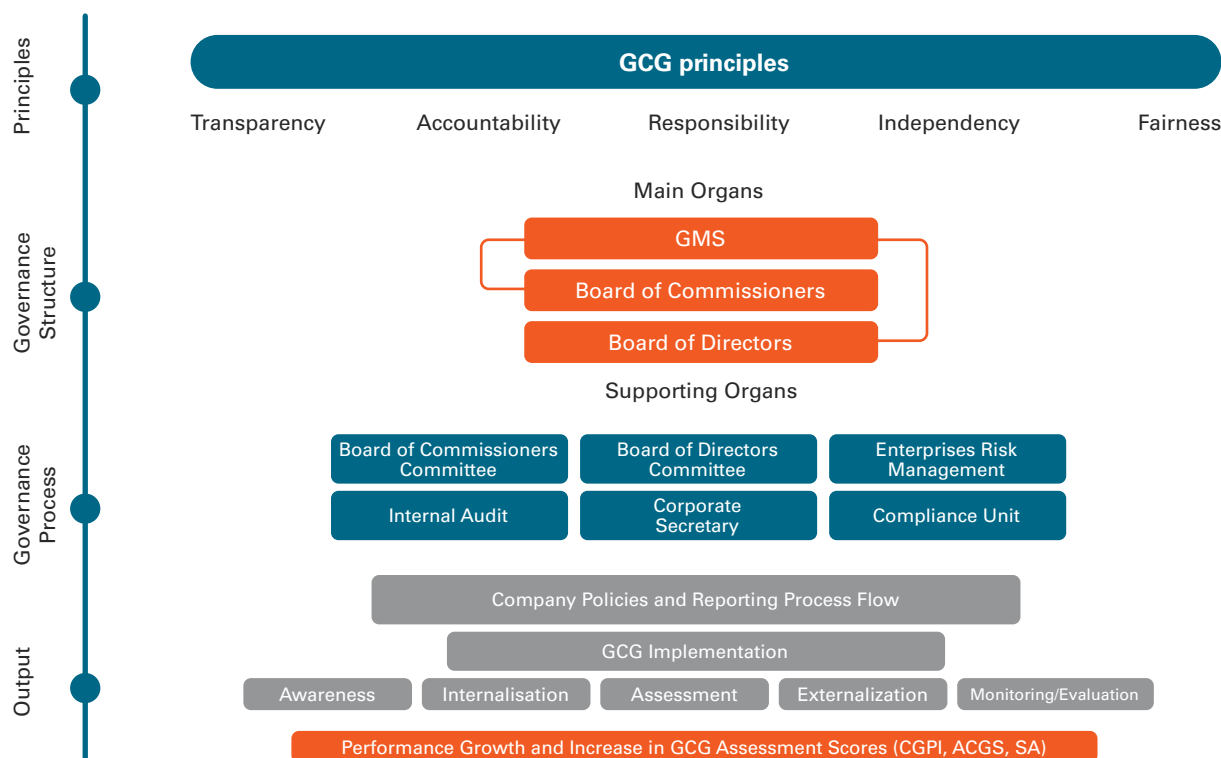 Principles
GCG principles
Transparency
Accountability
Responsibility
Independency
Fairness
Governance
Structure
Main Organs
GMS
Board of Commissioners
Board of Directors
Supporting Organs
Governance
Process
Board of Commissioners
Committee
Board of Directors
Committee
Enterprises Risk
Management
Internal Audit
Corporate
Secretary
Compliance Unit
Company Policies and Reporting Process Flow
GCG Implementation
Output
Awareness
Internalisation
Assessment
Externalization
Monitoring/Evaluation
Performance Growth and Increase in GCG Assessment Scores (CGPI, ACGS, SA)